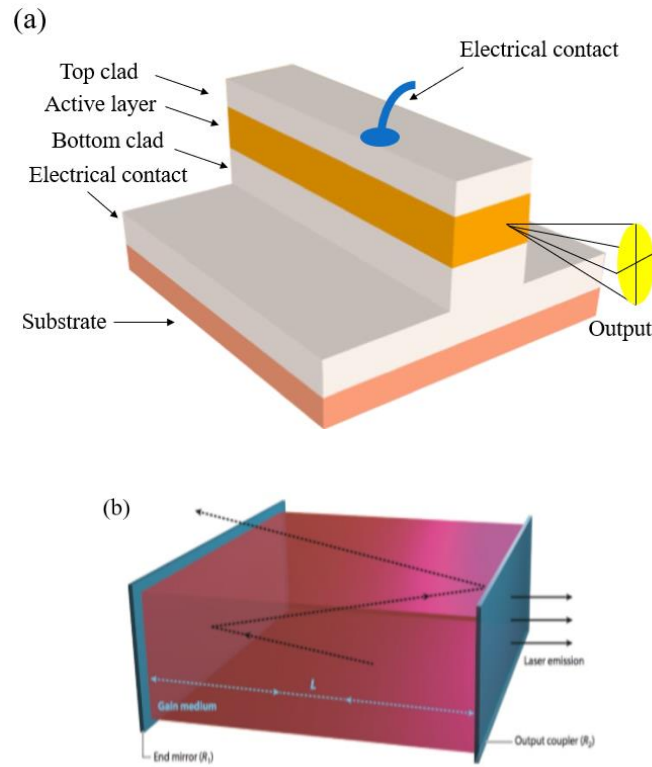 (a)
Electrical contact
Top clad
Active layer
Bottom clad
Electrical contact
Substrate
Output
(b)
Laser emission
L
Gain medium
Output coupler (R₂)
End mirror (R₁)